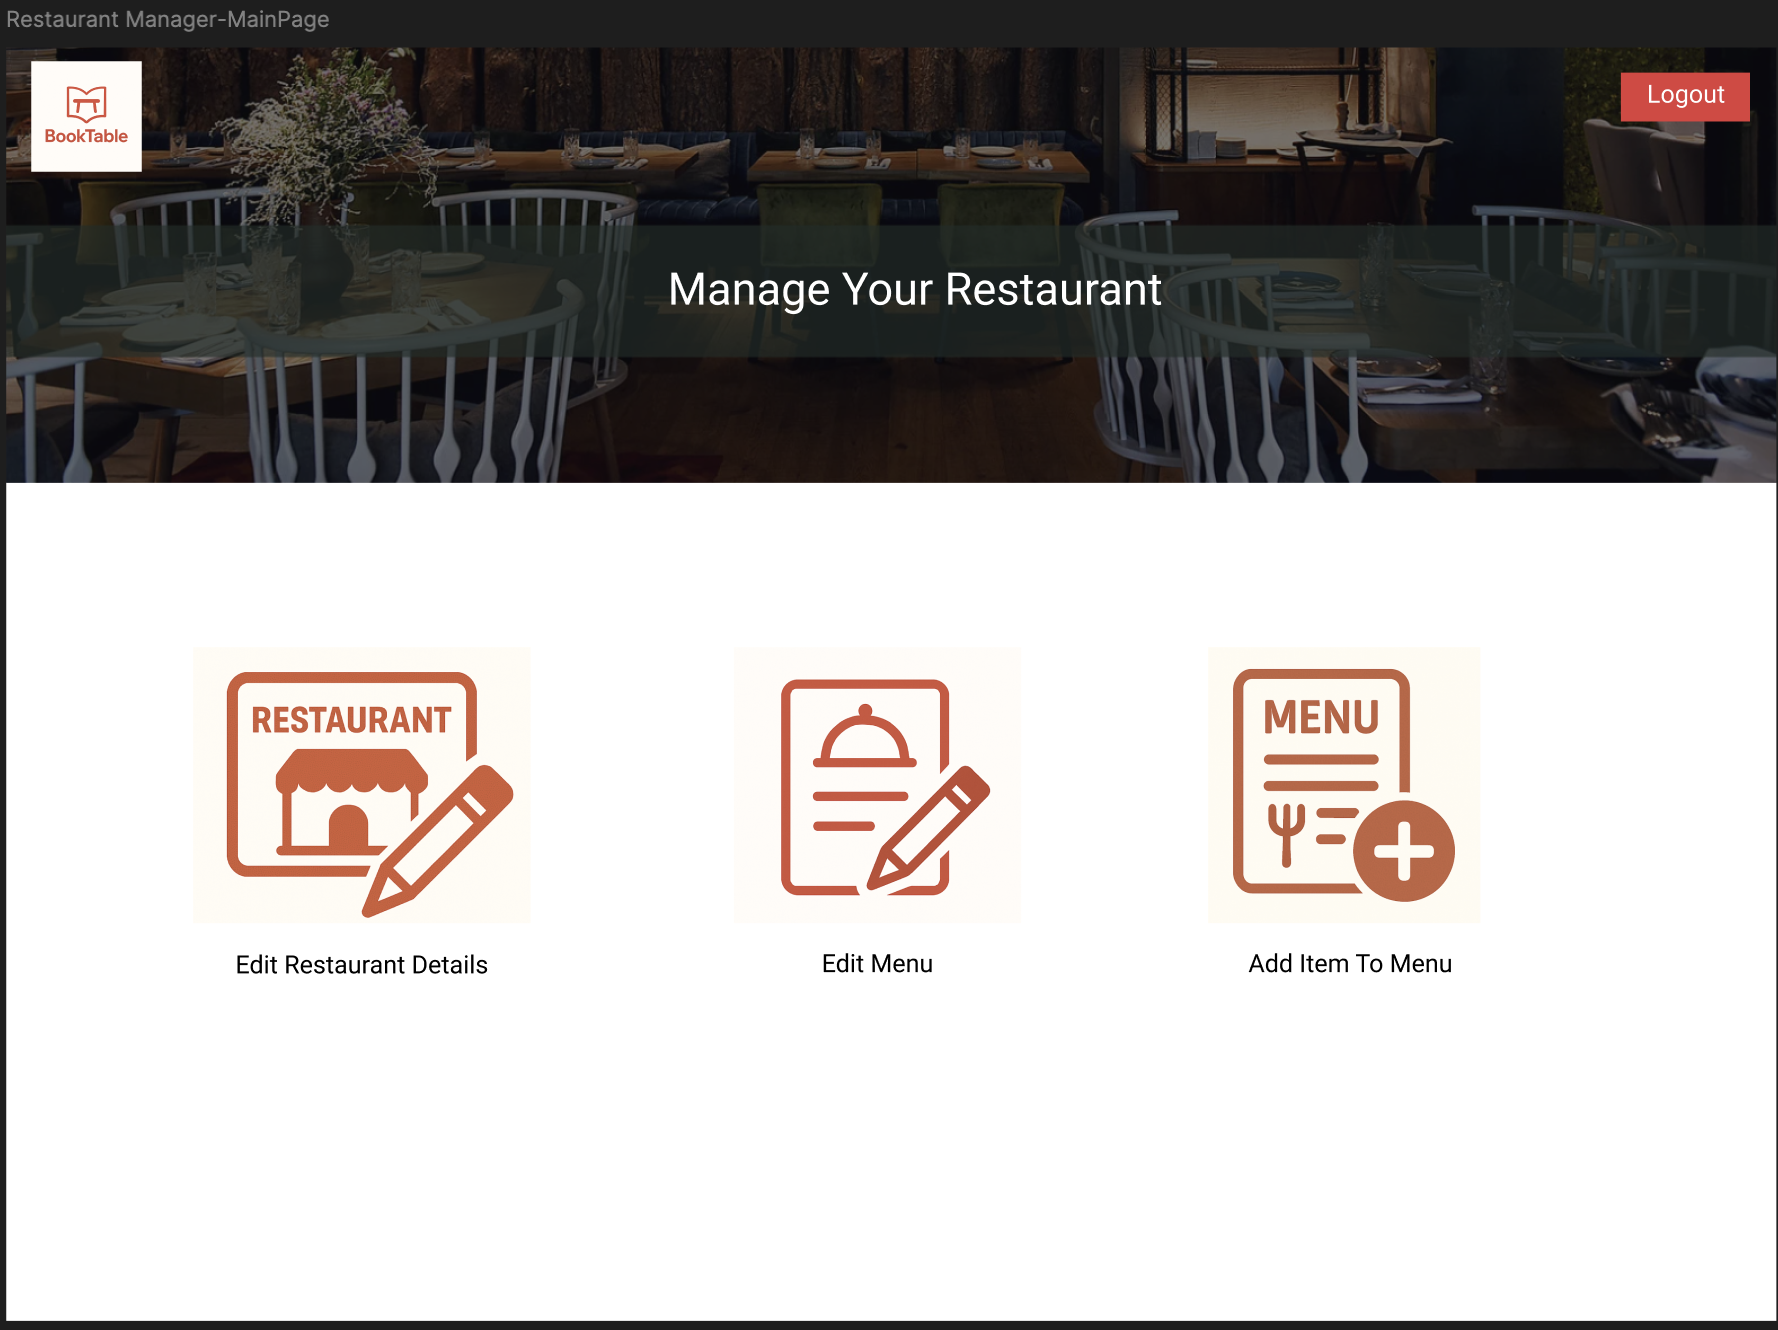 Restaurant Manager-MainPage
BookTable
Logout
Manage Your Restaurant
RESTAURANT
MENU
Edit Restaurant Details
Edit Menu
Add Item To Menu